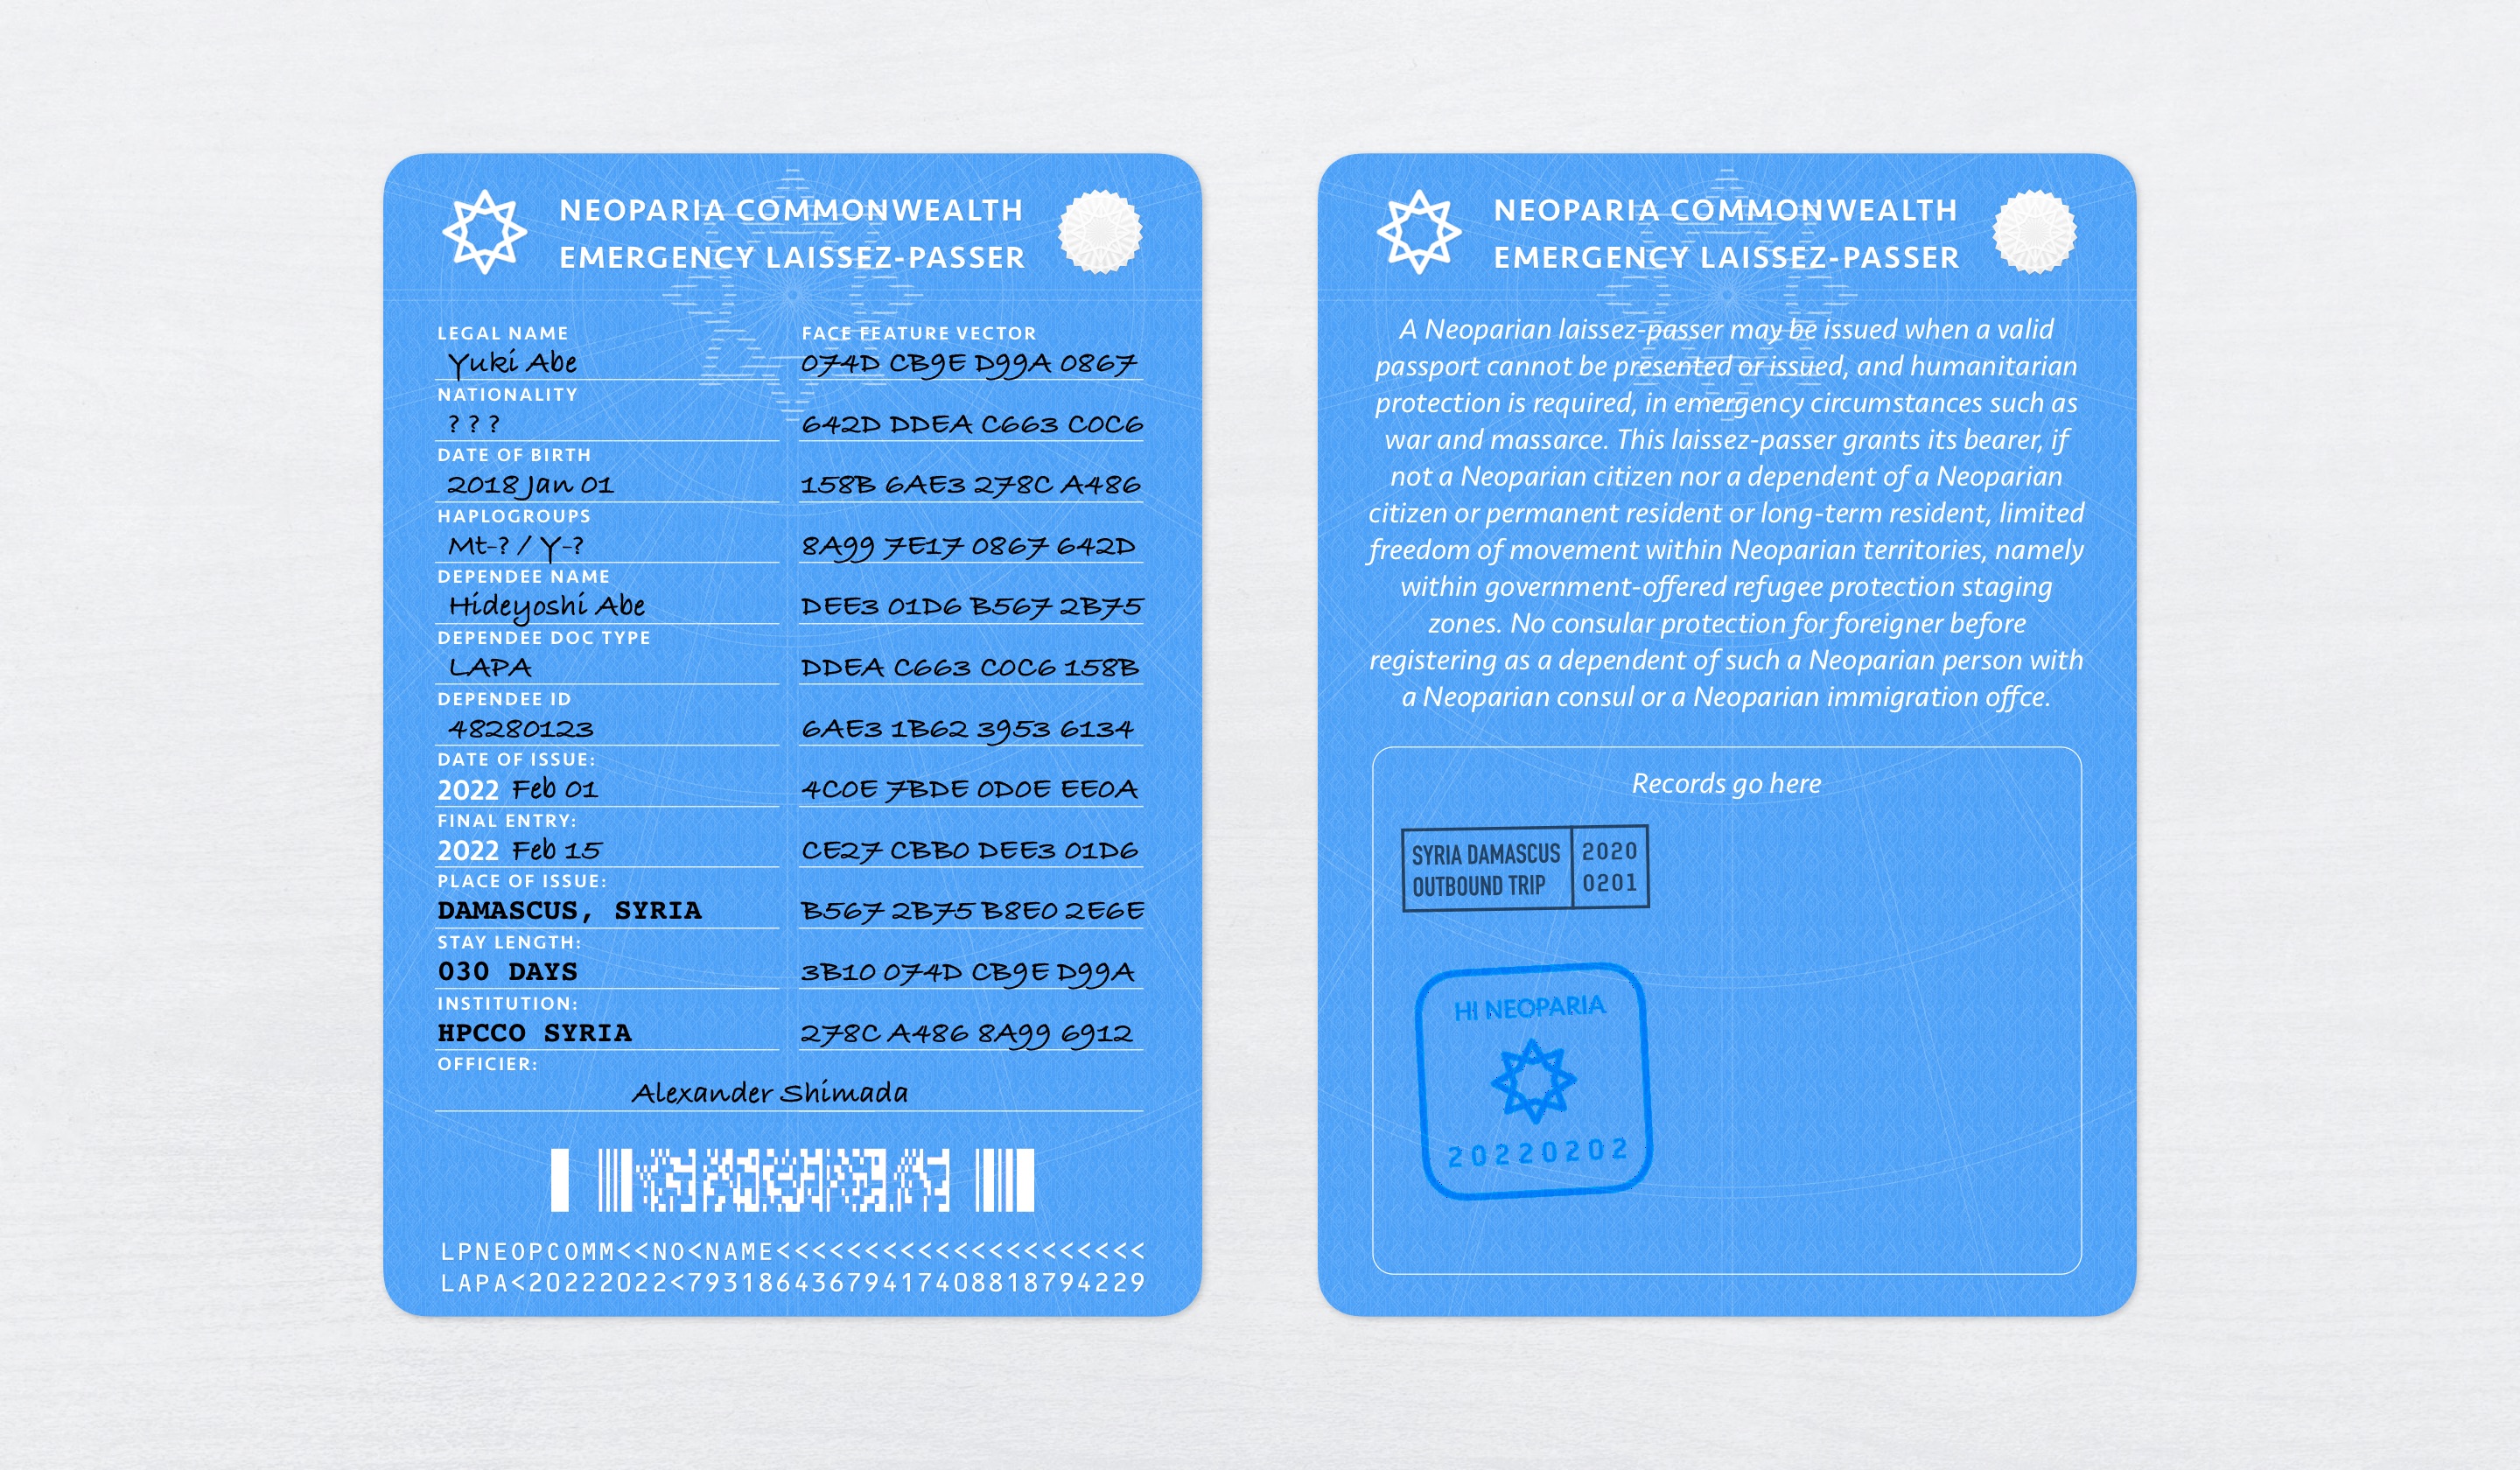 NEOPARIA COMMONWEALTH
EMERGENCY LAISSEZ-PASSER
LEGAL NAME
Yuki Abe
NATIONALITY
? ? ?
DATE OF BIRTH
2018 Jan 01
HAPLOGROUPS
Mt-? / Y-?
DEPENDEE NAME
Hideyoshi Abe
DEPENDEE DOC TYPE
LAPA
DEPENDEE ID
48280123
DATE OF ISSUE:
2022 Feb 01
FINAL ENTRY:
2022 Feb 15
PLACE OF ISSUE:
DAMASCUS, SYRIA
STAY LENGTH:
030 DAYS
INSTITUTION:
HPCCO SYRIA
FACE FEATURE VECTOR
074D CB9E D99A 0867
642D DDEA C663 C0C6
158B 6AE3 278C A486
8A99 7E17 0867 642D
DEE3 01D6 B567 2B75
DDEA C663 C0C6 158B
6AE3 1B62 3953 6134
4C0E 7BDE 0D0E EE0A
CE27 CBB0 DEE3 01D6
B567 2B75 B8E0 2E6E
3B10 074D CB9E D99A
278C A486 8A99 6912
OFFICIER:
Alexander Shimada
LPNEOPCOMM<<NO<NAME<<<<<<<<<<<<<<<<<<<<<
LAPA<20222022<79318643679417408818794229
NEOPARIA COMMONWEALTH
EMERGENCY LAISSEZ-PASSER
A Neoparian laissez-passer may be issued when a valid
passport cannot be presented or issued, and humanitarian
protection is required, in emergency circumstances such as
war and massarce. This laissez-passer grants its bearer, if
not a Neoparian citizen nor a dependent of a Neoparian
citizen or permanent resident or long-term resident, limited
freedom of movement within Neoparian territories, namely
within government-offered refugee protection staging
zones. No consular protection for foreigner before
registering as a dependent of such a Neoparian person with
a Neoparian consul or a Neoparian immigration offce.
Records go here
SYRIA DAMASCUS 2020
OUTBOUND TRIP 0201
HI NEOPARIA
20220202